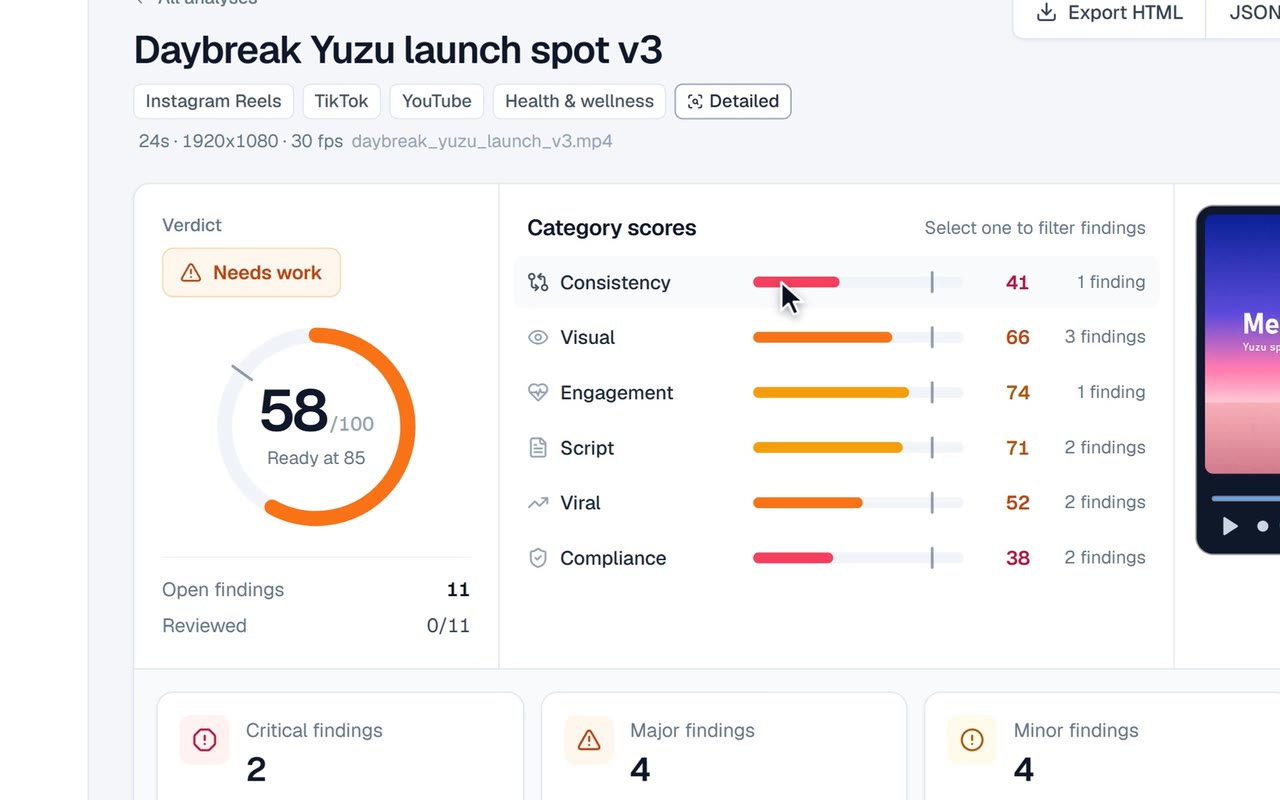 All analyses
Export HTML
JSON
Daybreak Yuzu launch spot v3
Instagram Reels
TikTok
YouTube
Health & wellness
Detailed
24s · 1920x1080 · 30 fps daybreak_yuzu_launch_v3.mp4
Verdict
Needs work
58/100
Ready at 85
Open findings 11
Reviewed 0/11
Category scores
Select one to filter findings
Consistency 41 1 finding
Visual 66 3 findings
Engagement 74 1 finding
Script 71 2 findings
Viral 52 2 findings
Compliance 38 2 findings
Me
Yuzu sp
Critical findings
2
Major findings
4
Minor findings
4